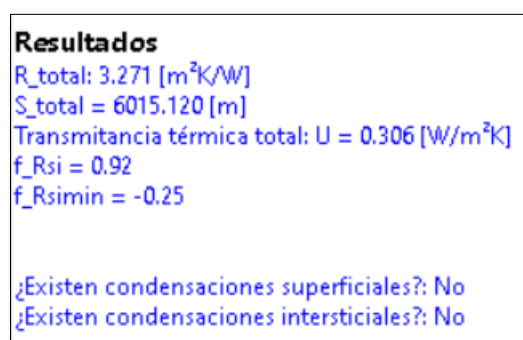 Resultados
R_total: 3.271 [m²K/W]
S_total = 6015.120 [m]
Transmitancia térmica total: U = 0.306 [W/m²K]
f_Rsi = 0.92
f_Rsimin = -0.25
¿Existen condensaciones superficiales?: No
¿Existen condensaciones intersticiales?: No